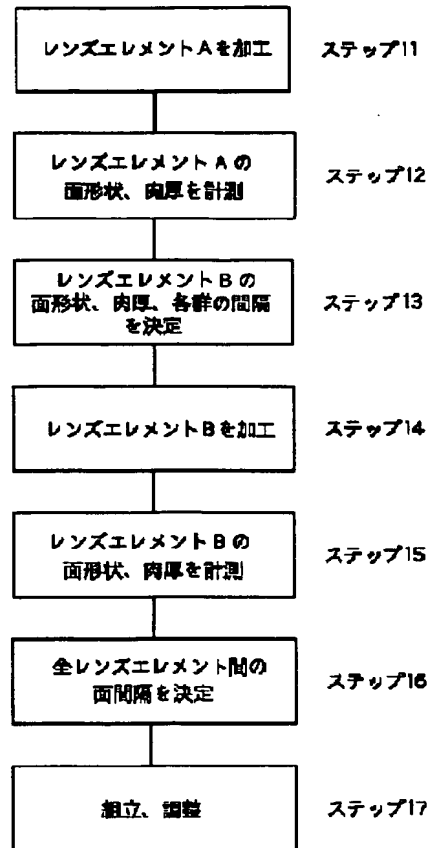 レンズエレメントAを加工 ステップ11
レンズエレメントAの
面形状、肉厚を計測 ステップ12
レンズエレメントBの
面形状、肉厚、各群の間隔
を決定 ステップ13
レンズエレメントBを加工 ステップ14
レンズエレメントBの
面形状、肉厚を計測 ステップ15
全レンズエレメント間の
面間隔を決定 ステップ16
組立、調整 ステップ17